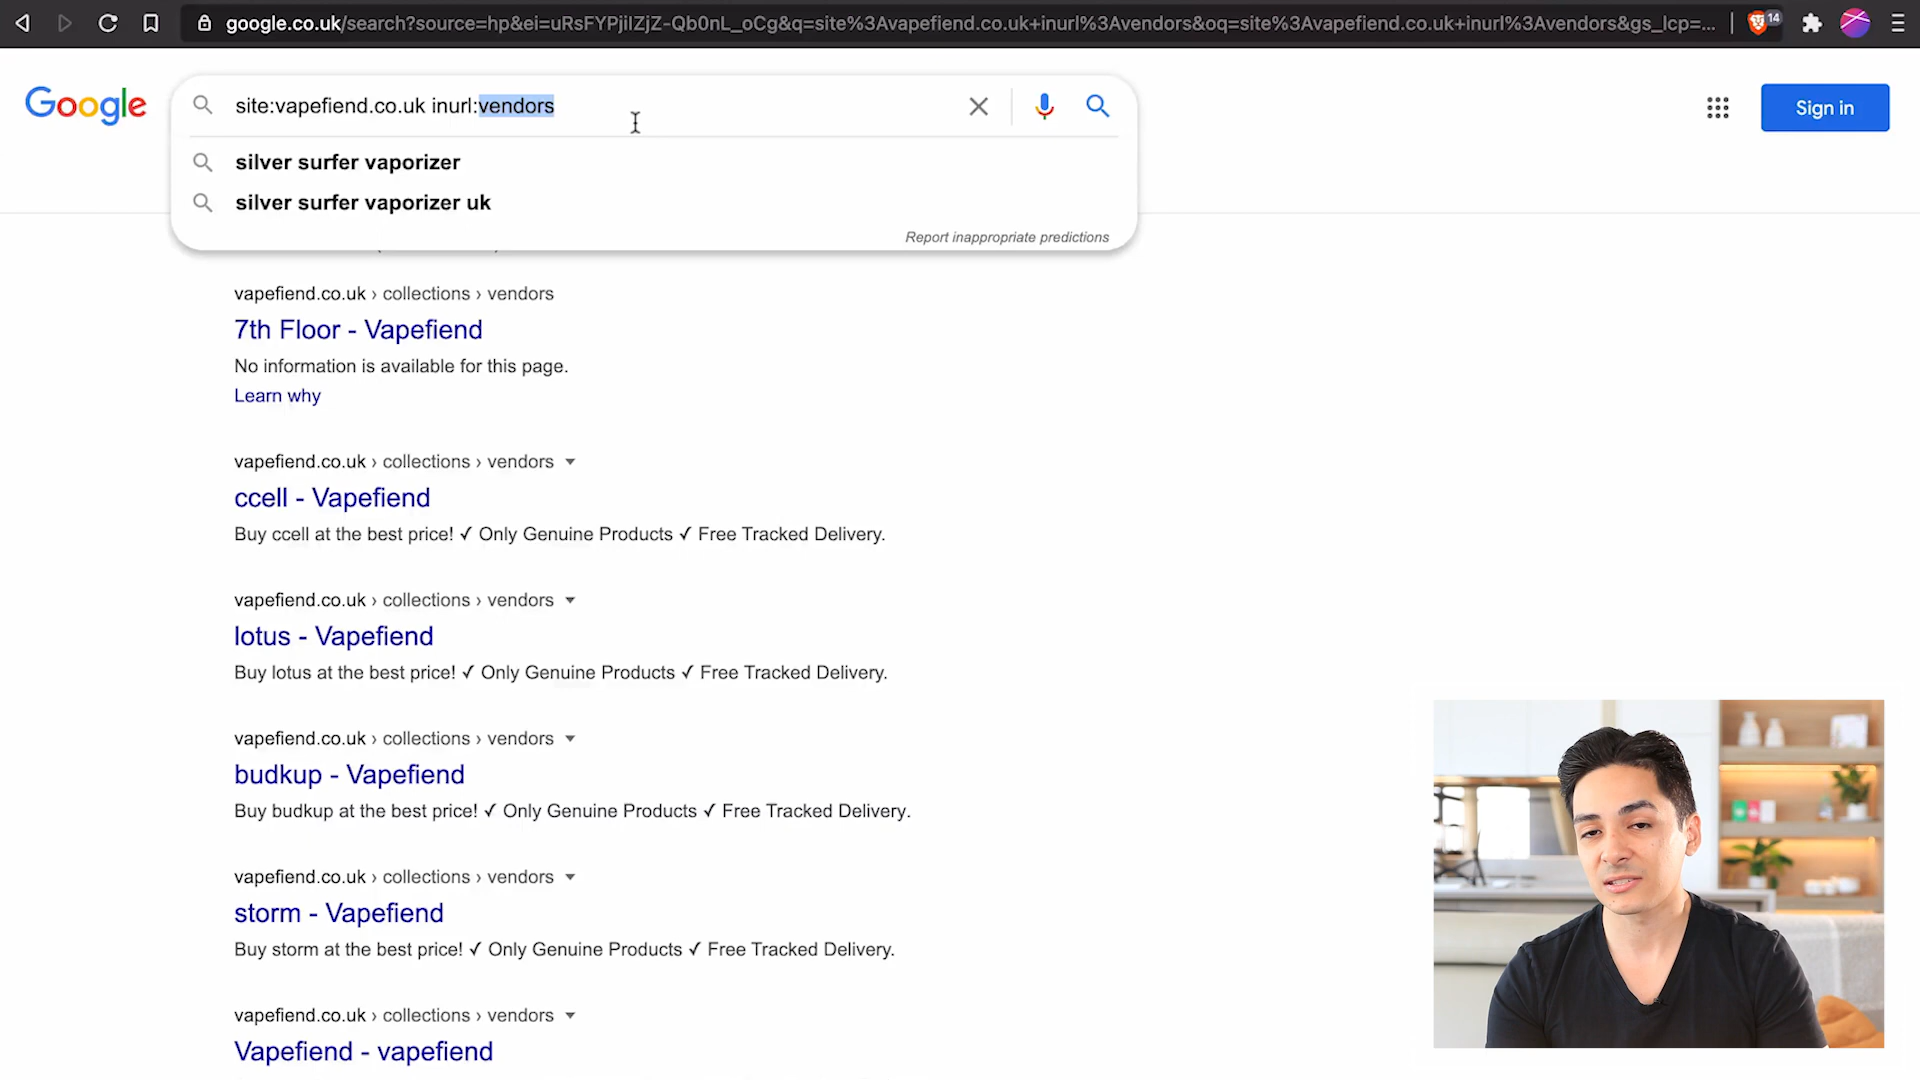 google.co.uk/search?source=hp&ei=uRsFYPjiIZjZ-Qb0nL_oCg&q=site%3Avapefiend.co.uk+inurl%3Avendors&oq=site%3Avapefiend.co.uk+inurl%3Avendors&gs_lcp=...
14
Google
site:vapefiend.co.uk inurl:vendors
Sign in
silver surfer vaporizer
silver surfer vaporizer uk
Report inappropriate predictions
vapefiend.co.uk › collections › vendors
7th Floor - Vapefiend
No information is available for this page.
Learn why
vapefiend.co.uk › collections › vendors
ccell - Vapefiend
Buy ccell at the best price! ✓ Only Genuine Products ✓ Free Tracked Delivery.
vapefiend.co.uk › collections › vendors
lotus - Vapefiend
Buy lotus at the best price! ✓ Only Genuine Products ✓ Free Tracked Delivery.
vapefiend.co.uk › collections › vendors
budkup - Vapefiend
Buy budkup at the best price! ✓ Only Genuine Products ✓ Free Tracked Delivery.
vapefiend.co.uk › collections › vendors
storm - Vapefiend
Buy storm at the best price! ✓ Only Genuine Products ✓ Free Tracked Delivery.
vapefiend.co.uk › collections › vendors
Vapefiend - vapefiend